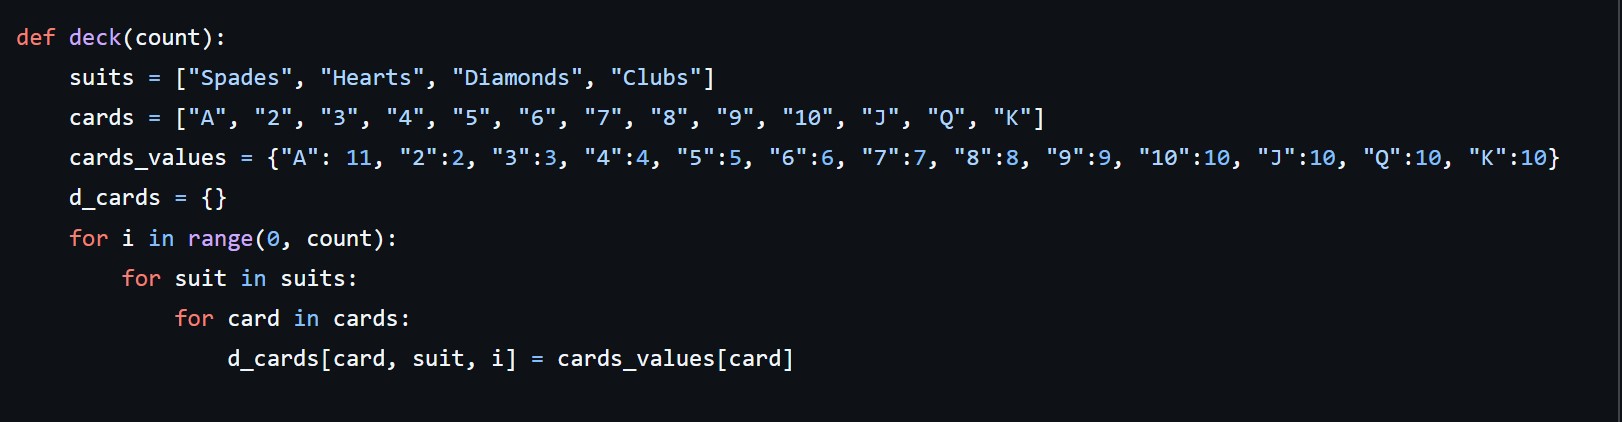 def deck(count):
    suits = ["Spades", "Hearts", "Diamonds", "Clubs"]
    cards = ["A", "2", "3", "4", "5", "6", "7", "8", "9", "10", "J", "Q", "K"]
    cards_values = {"A": 11, "2":2, "3":3, "4":4, "5":5, "6":6, "7":7, "8":8, "9":9, "10":10, "J":10, "Q":10, "K":10}
    d_cards = {}
    for i in range(0, count):
        for suit in suits:
            for card in cards:
                d_cards[card, suit, i] = cards_values[card]